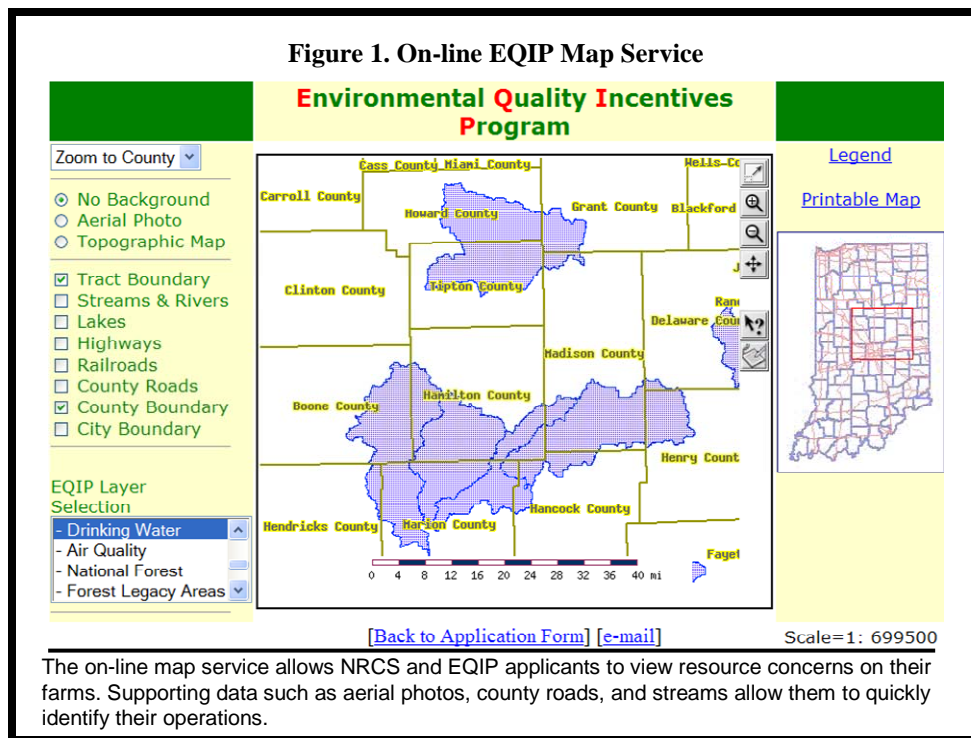 Figure 1. On-line EQIP Map Service
Environmental Quality Incentives
Program
Zoom to County
No Background
Aerial Photo
Topographic Map
Tract Boundary
Streams & Rivers
Lakes
Highways
Railroads
County Roads
County Boundary
City Boundary
EQIP Layer
Selection
- Drinking Water
- Air Quality
- National Forest
- Forest Legacy Areas
Cass County Miami County
Wells Co
Carroll County
Howard County
Grant County
Blackford
J
Clinton County
Tipton County
Ran
Delaware Cou
Madison County
Boone County
Hamilton County
Henry Count
Hendricks County
Marion County
Hancock County
Fayet
0 4 8 12 16 20 24 28 32 36 40 mi
Legend
Printable Map
[Back to Application Form] [e-mail]
Scale=1: 699500
The on-line map service allows NRCS and EQIP applicants to view resource concerns on their
farms. Supporting data such as aerial photos, county roads, and streams allow them to quickly
identify their operations.